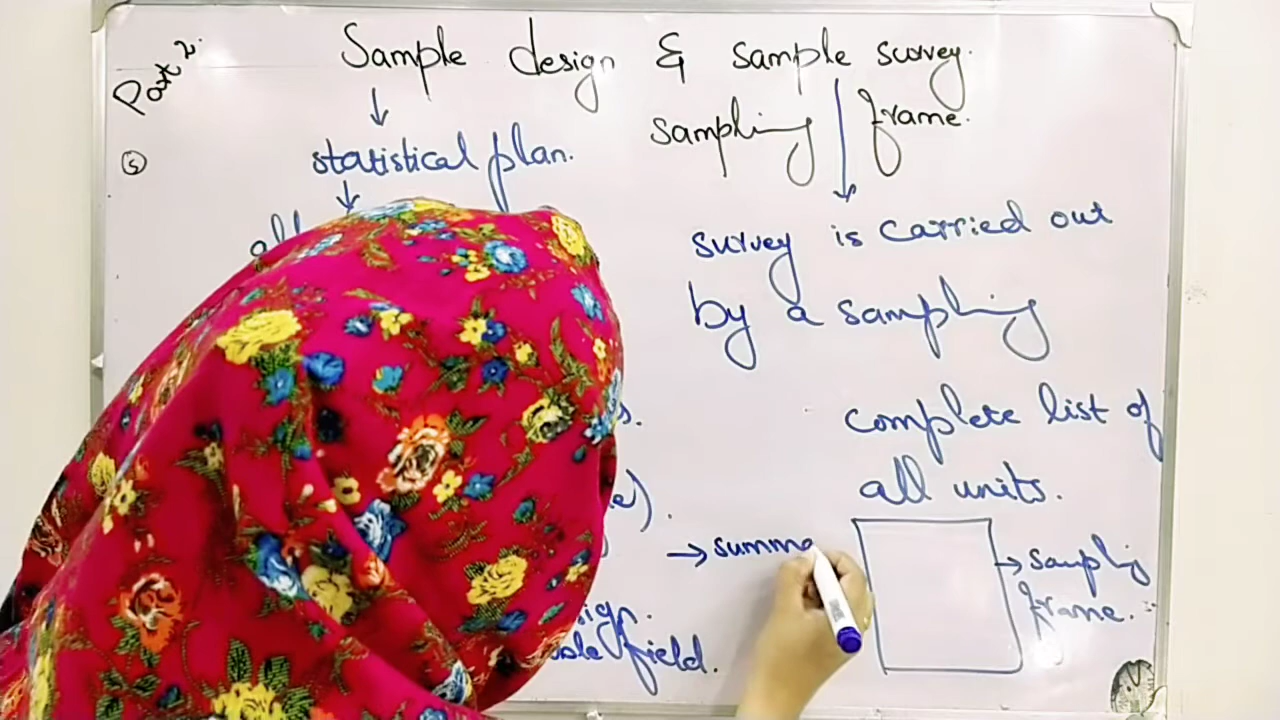 Part 2.
Sample design & sample survey.
sampling frame.
5
statistical plan.
all
survey is carried out
by a sampling
complete list of
all units.
→ summa
→ sampling
frame.
field.